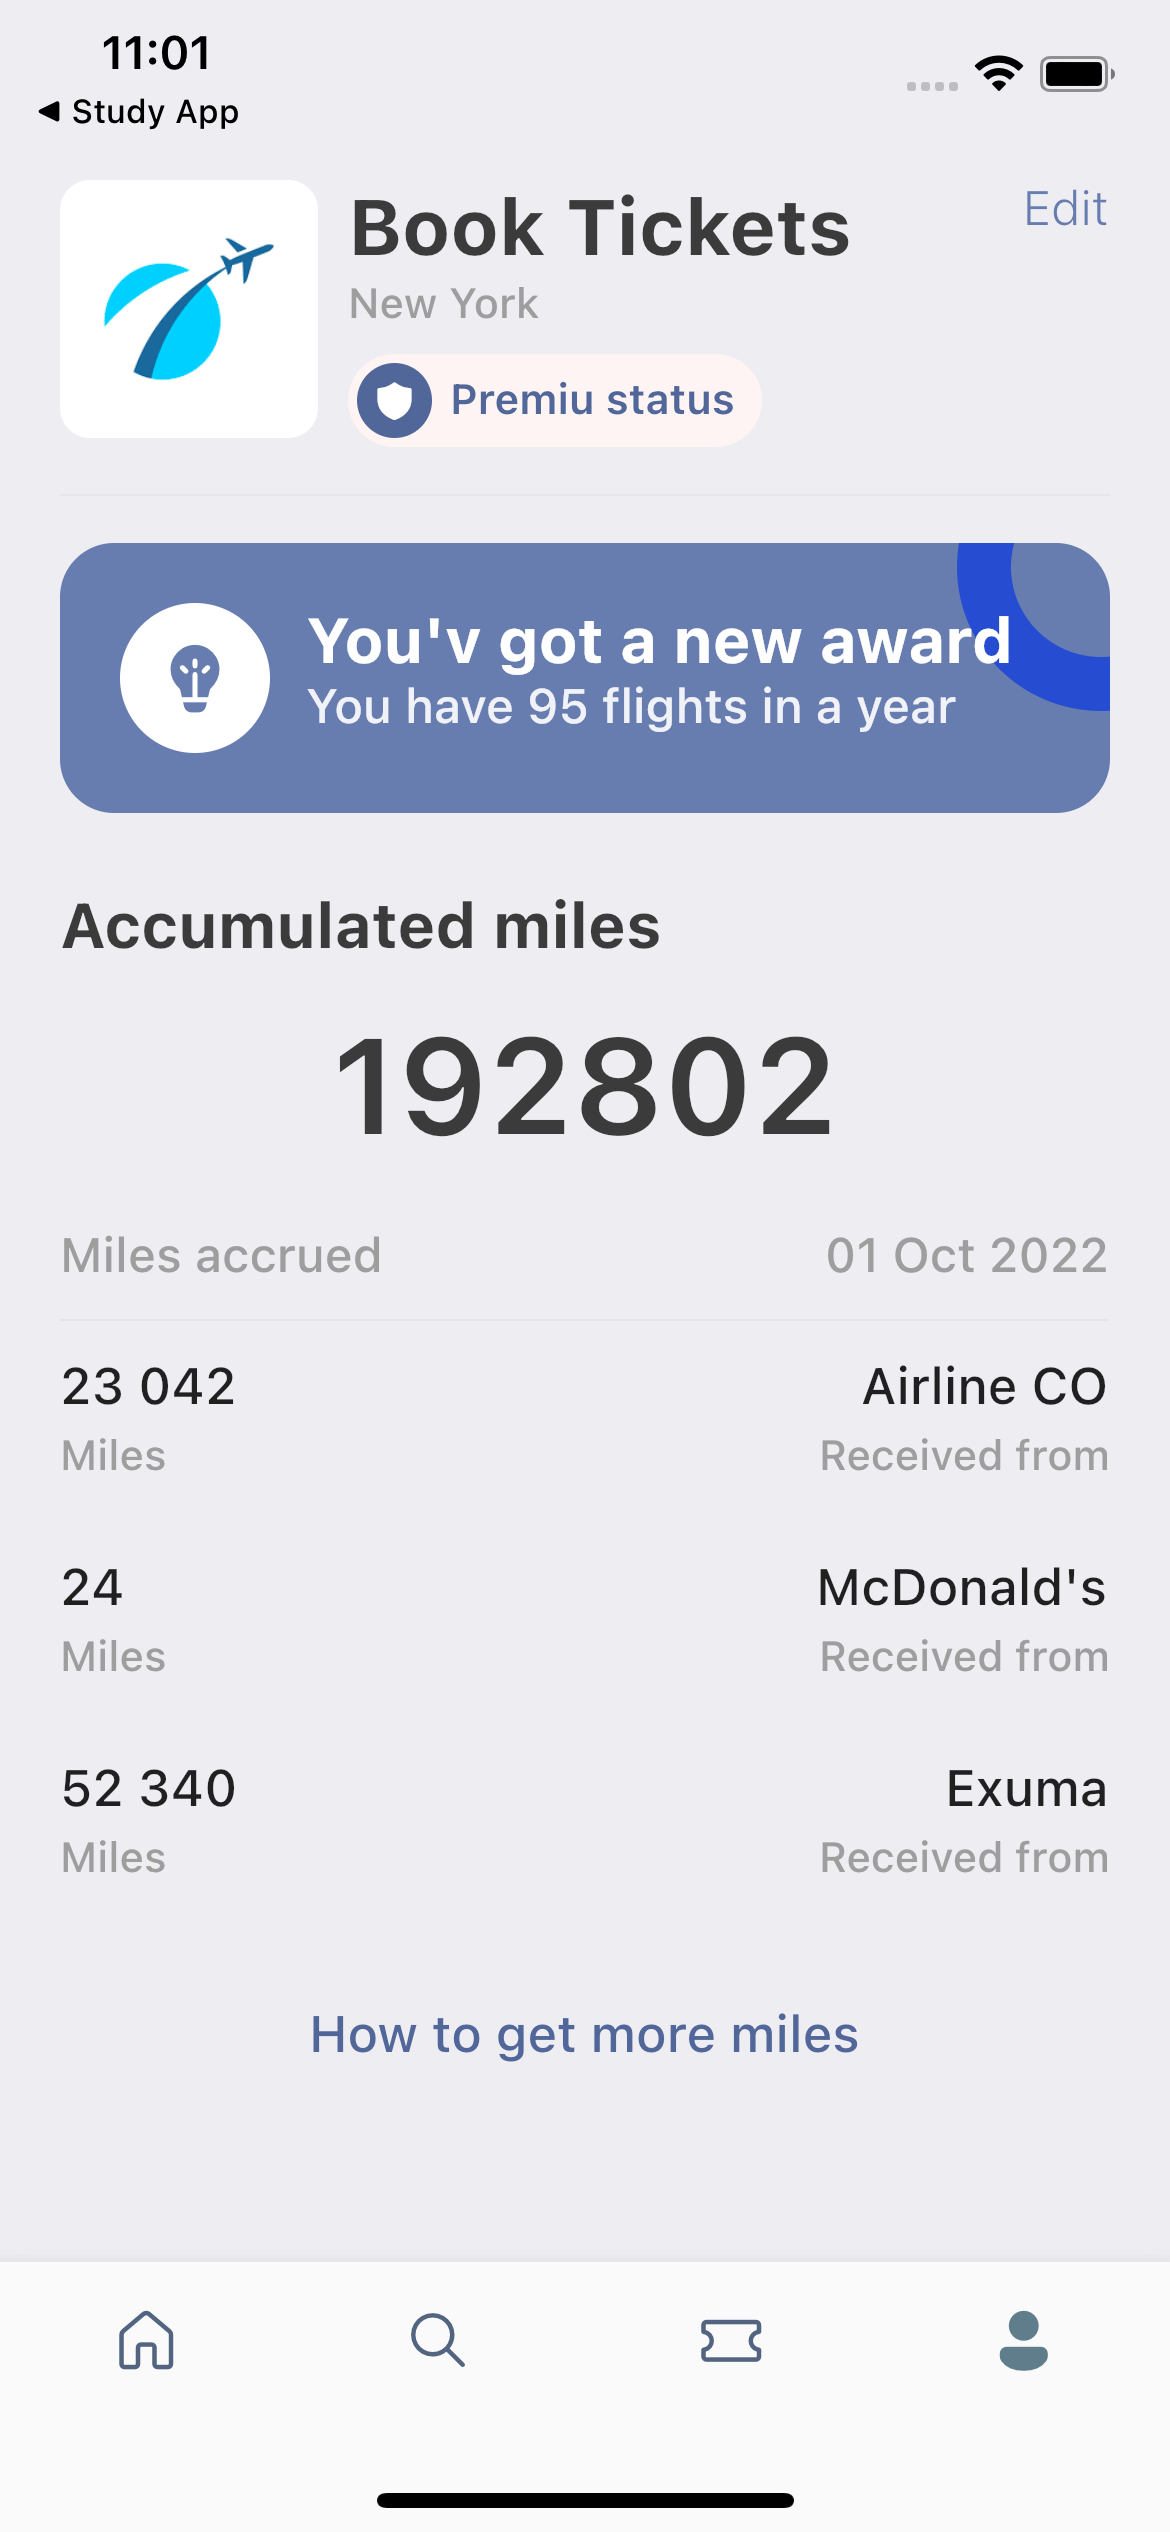 11:01
◀ Study App
Book Tickets
Edit
New York
Premiu status
You'v got a new award
You have 95 flights in a year
Accumulated miles
192802
Miles accrued 01 Oct 2022
23 042 Airline CO
Miles Received from
24 McDonald's
Miles Received from
52 340 Exuma
Miles Received from
How to get more miles